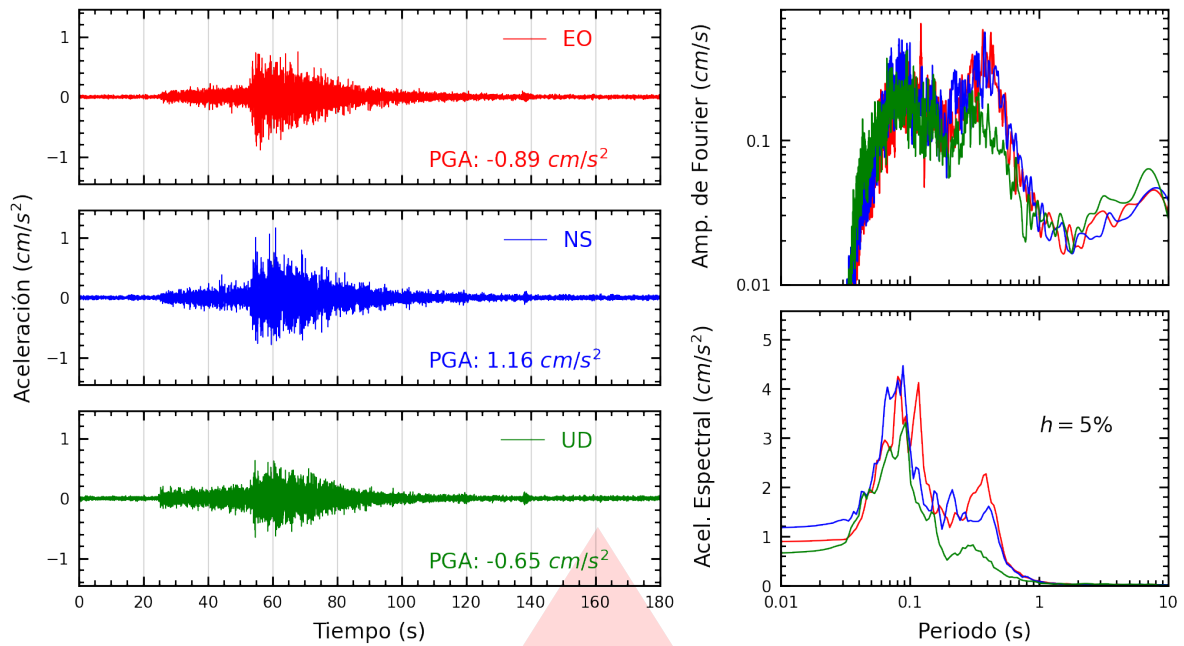 Aceleración (cm/s²)
1
0
−1
EO
PGA: -0.89 cm/s²
1
0
−1
NS
PGA: 1.16 cm/s²
1
0
−1
UD
PGA: -0.65 cm/s²
0 20 40 60 80 100 120 140 160 180
Tiempo (s)
Amp. de Fourier (cm/s)
0.1
0.01
Acel. Espectral (cm/s²)
5
4
3
2
1
0
h = 5%
0.01 0.1 1 10
Periodo (s)